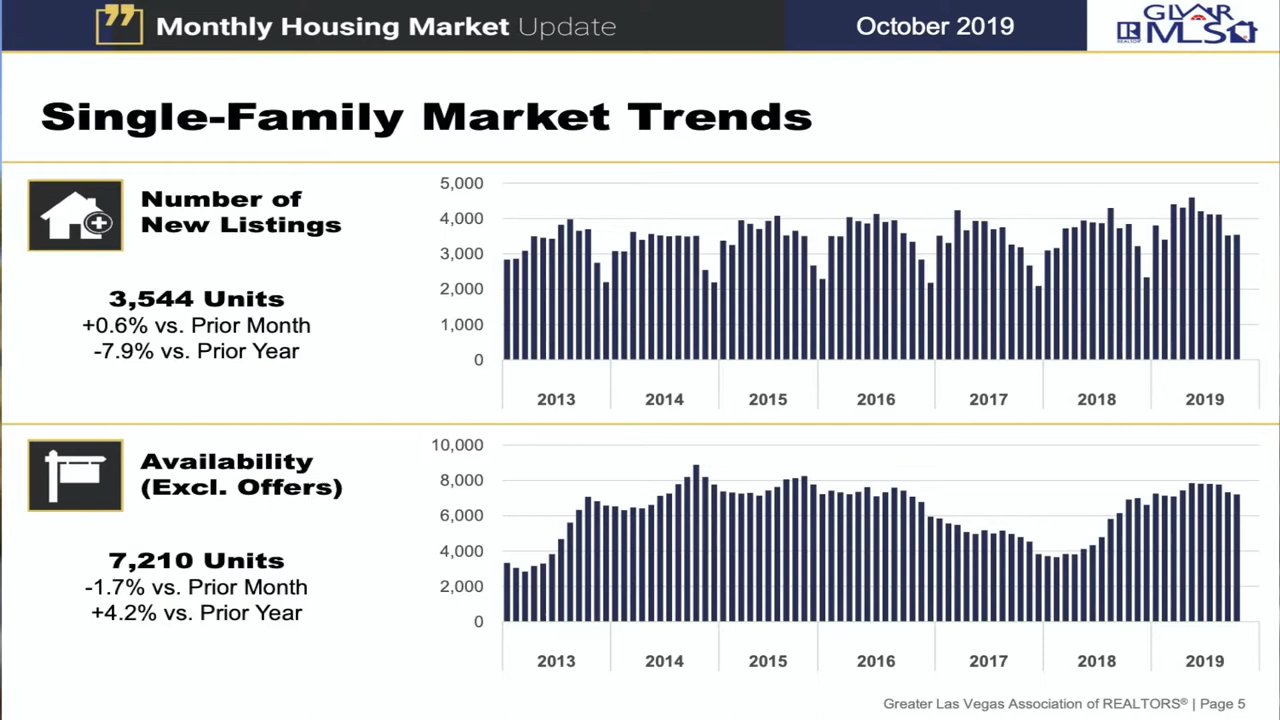 Monthly Housing Market Update
October 2019
GLVAR
REALTOR
MLS
Single-Family Market Trends
Number of
New Listings
3,544 Units
+0.6% vs. Prior Month
-7.9% vs. Prior Year
5,000
4,000
3,000
2,000
1,000
0
2013 2014 2015 2016 2017 2018 2019
Availability
(Excl. Offers)
7,210 Units
-1.7% vs. Prior Month
+4.2% vs. Prior Year
10,000
8,000
6,000
4,000
2,000
0
2013 2014 2015 2016 2017 2018 2019
Greater Las Vegas Association of REALTORS® | Page 5